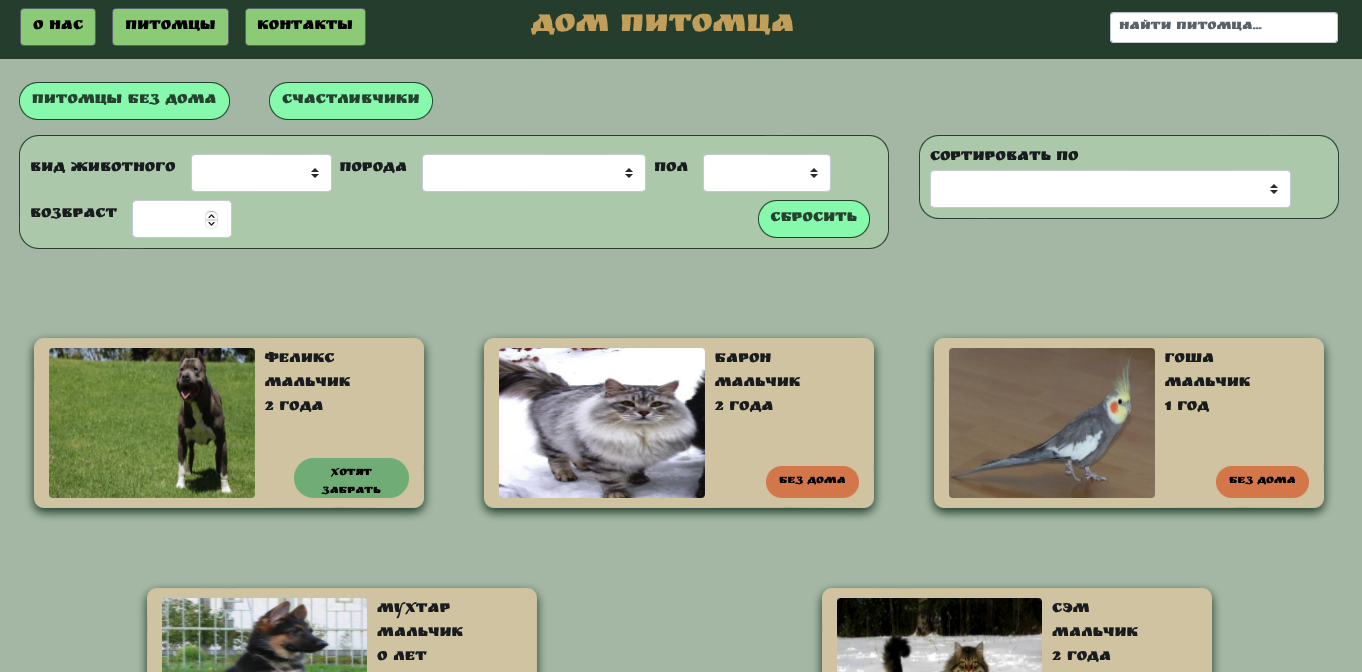 О нас
Питомцы
Контакты
Дом питомца
Найти питомца...
Питомцы без дома
Счастливчики
Вид животного
Порода
Пол
Сортировать по
Возвраст
Сбросить
Феликс
Мальчик
2 года
Хотят
забрать
Барон
Мальчик
2 года
Без дома
Гоша
Мальчик
1 год
Без дома
Мухтар
Мальчик
0 лет
Сэм
Мальчик
2 года